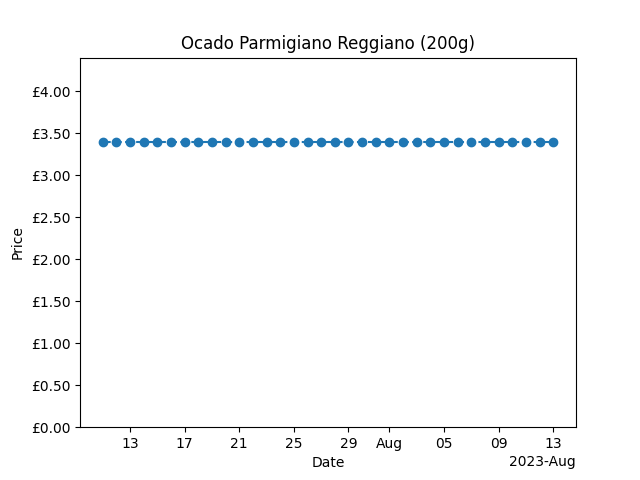 Ocado Parmigiano Reggiano (200g)
£4.00
£3.50
£3.00
£2.50
£2.00
£1.50
£1.00
£0.50
£0.00
Price
13 17 21 25 29 Aug 05 09 13
Date
2023-Aug